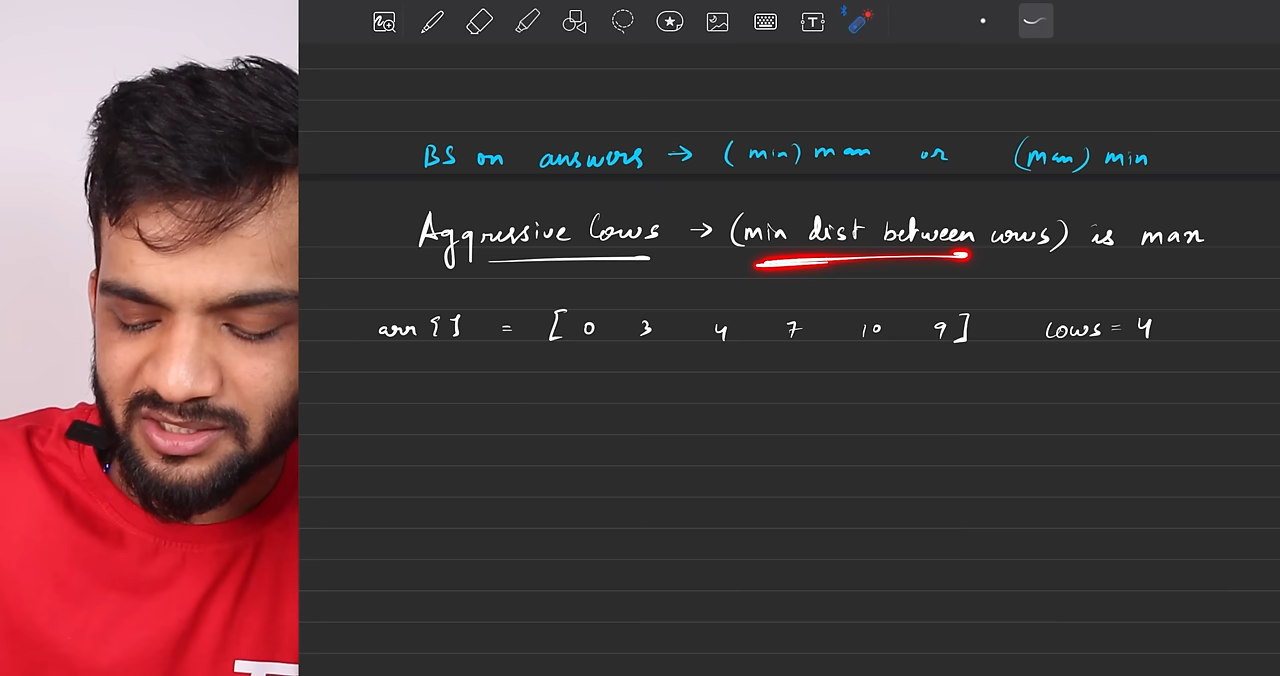 BS on answers → (min) max or (max) min
Aggressive Cows → (min dist between cows) is max
arr [] = [ 0 3 4 7 10 9 ] cows = 4